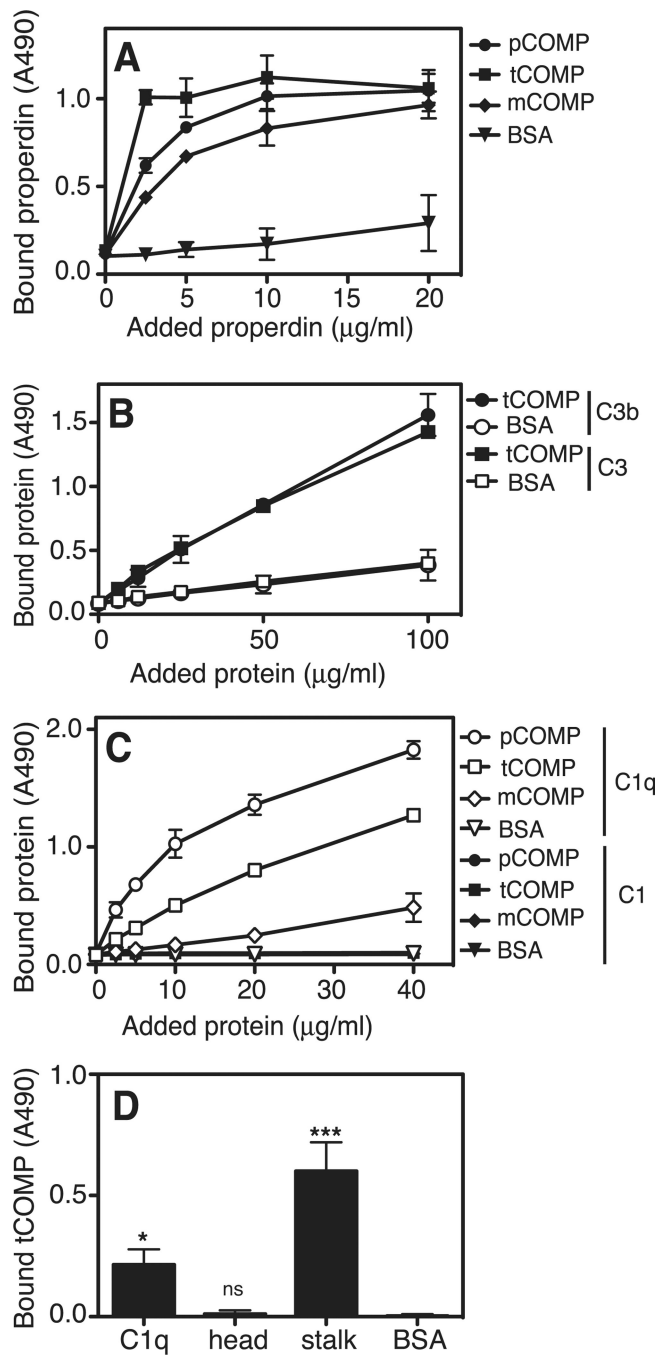 A
Bound properdin (A490)
1.0
0.5
0.0
0 5 10 15 20
Added properdin (μg/ml)
pCOMP
tCOMP
mCOMP
BSA
B
Bound protein (A490)
1.5
1.0
0.5
0.0
0 50 100
Added protein (μg/ml)
tCOMP
BSA
C3b
tCOMP
BSA
C3
C
Bound protein (A490)
2.0
1.0
0.0
0 10 20 30 40
Added protein (μg/ml)
pCOMP
tCOMP
mCOMP
BSA
C1q
pCOMP
tCOMP
mCOMP
BSA
C1
D
Bound tCOMP (A490)
1.0
0.5
0.0
*
ns
***
C1q head stalk BSA